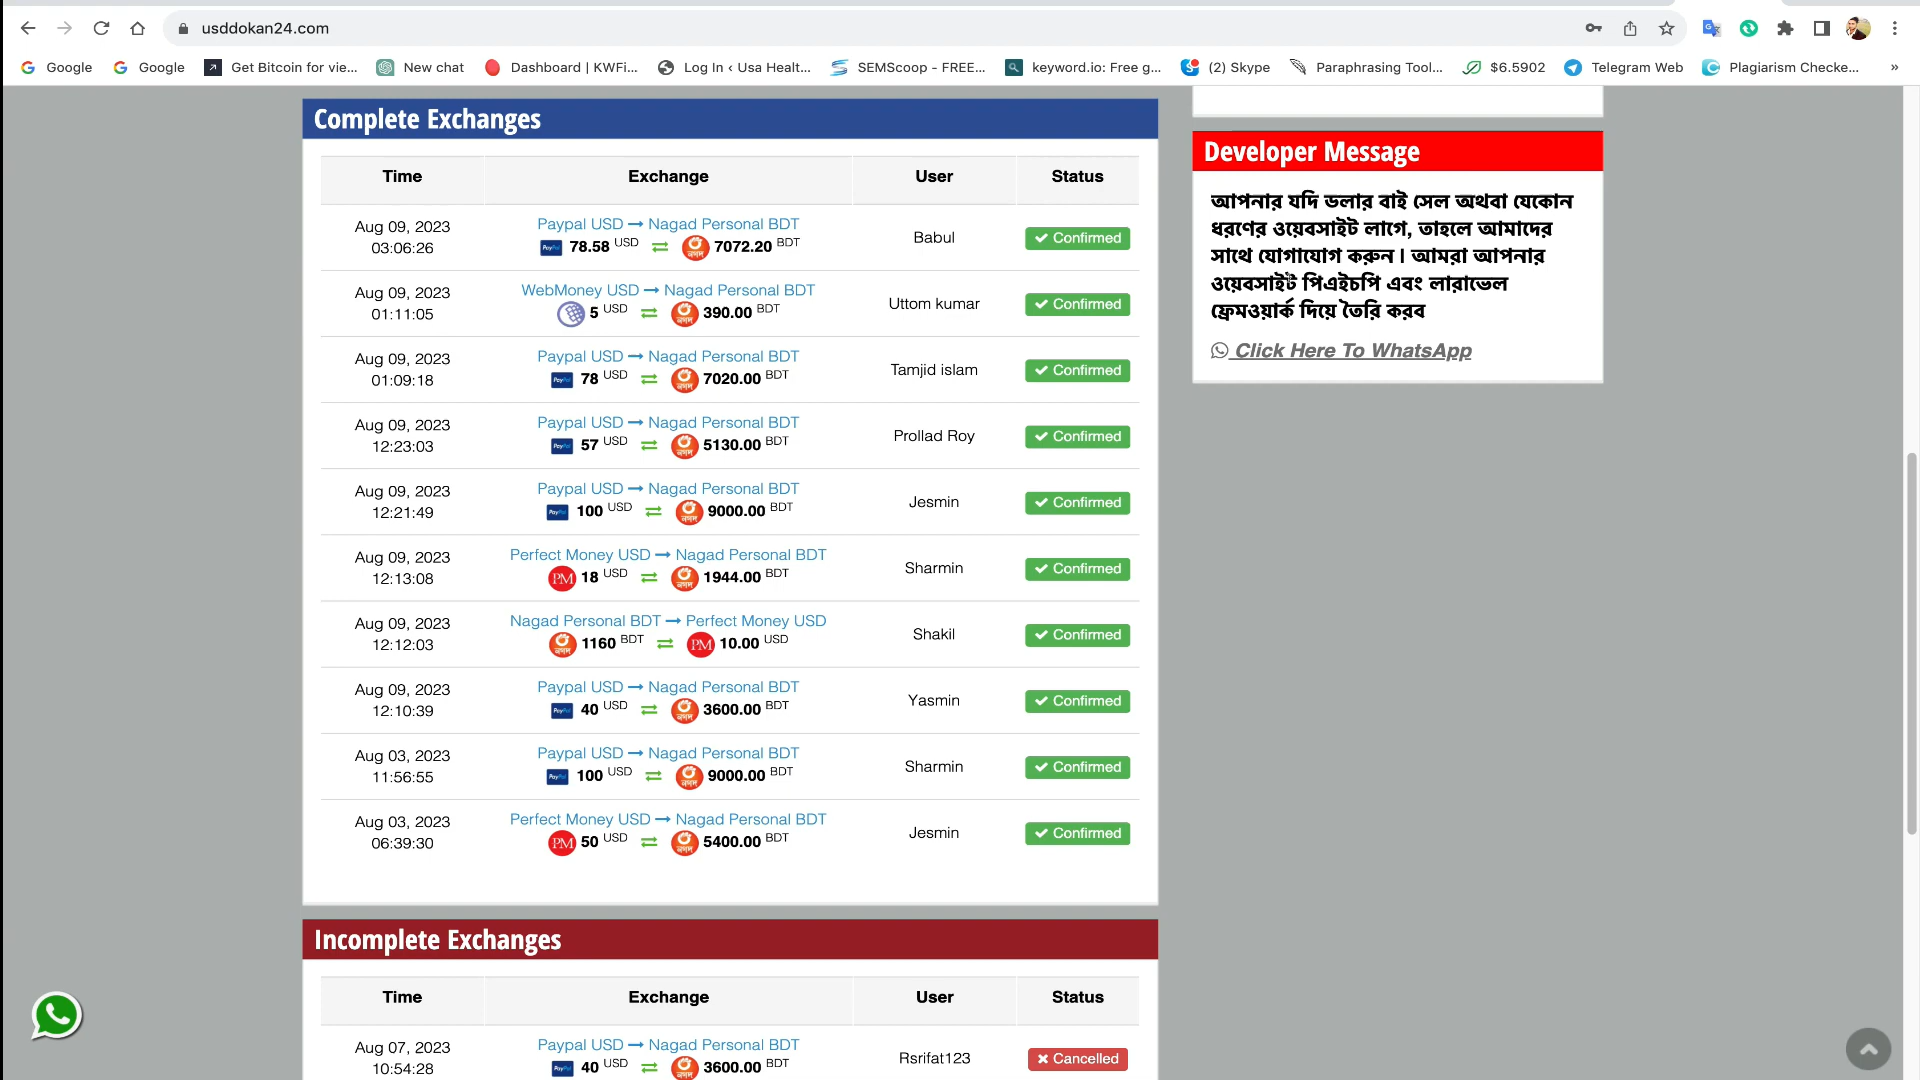 usddokan24.com
Google
Google
Get Bitcoin for vie...
New chat
Dashboard | KWFi...
Log In ‹ Usa Healt...
SEMScoop - FREE...
keyword.io: Free g...
(2) Skype
Paraphrasing Tool...
$6.5902
Telegram Web
Plagiarism Checke...
»
Complete Exchanges
Time Exchange User Status
Aug 09, 2023 Paypal USD → Nagad Personal BDT Babul Confirmed
03:06:26 78.58 USD 7072.20 BDT
Aug 09, 2023 WebMoney USD → Nagad Personal BDT Uttom kumar Confirmed
01:11:05 5 USD 390.00 BDT
Aug 09, 2023 Paypal USD → Nagad Personal BDT Tamjid islam Confirmed
01:09:18 78 USD 7020.00 BDT
Aug 09, 2023 Paypal USD → Nagad Personal BDT Prollad Roy Confirmed
12:23:03 57 USD 5130.00 BDT
Aug 09, 2023 Paypal USD → Nagad Personal BDT Jesmin Confirmed
12:21:49 100 USD 9000.00 BDT
Aug 09, 2023 Perfect Money USD → Nagad Personal BDT Sharmin Confirmed
12:13:08 PM 18 USD 1944.00 BDT
Aug 09, 2023 Nagad Personal BDT → Perfect Money USD Shakil Confirmed
12:12:03 1160 BDT PM 10.00 USD
Aug 09, 2023 Paypal USD → Nagad Personal BDT Yasmin Confirmed
12:10:39 40 USD 3600.00 BDT
Aug 03, 2023 Paypal USD → Nagad Personal BDT Sharmin Confirmed
11:56:55 100 USD 9000.00 BDT
Aug 03, 2023 Perfect Money USD → Nagad Personal BDT Jesmin Confirmed
06:39:30 PM 50 USD 5400.00 BDT
Incomplete Exchanges
Time Exchange User Status
Aug 07, 2023 Paypal USD → Nagad Personal BDT Rsrifat123 Cancelled
10:54:28 40 USD 3600.00 BDT
Developer Message
আপনার যদি ডলার বাই সেল অথবা যেকোন
ধরণের ওয়েবসাইট লাগে, তাহলে আমাদের
সাথে যোগাযোগ করুন। আমরা আপনার
ওয়েবসাইট পিএইচপি এবং লারাভেল
ফ্রেমওয়ার্ক দিয়ে তৈরি করব
Click Here To WhatsApp